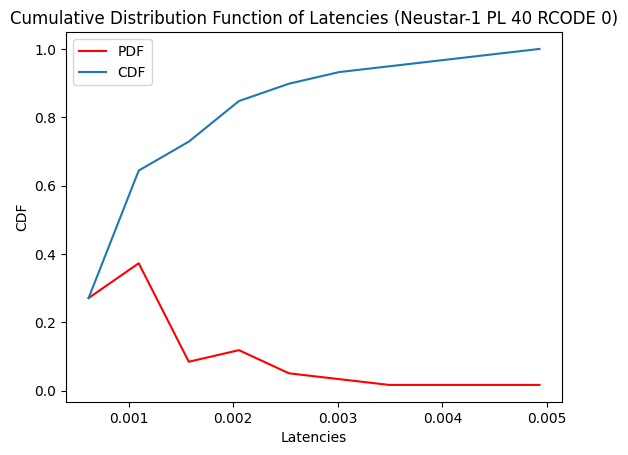 Cumulative Distribution Function of Latencies (Neustar-1 PL 40 RCODE 0)
PDF
CDF
1.0
0.8
0.6
0.4
0.2
0.0
CDF
0.001 0.002 0.003 0.004 0.005
Latencies